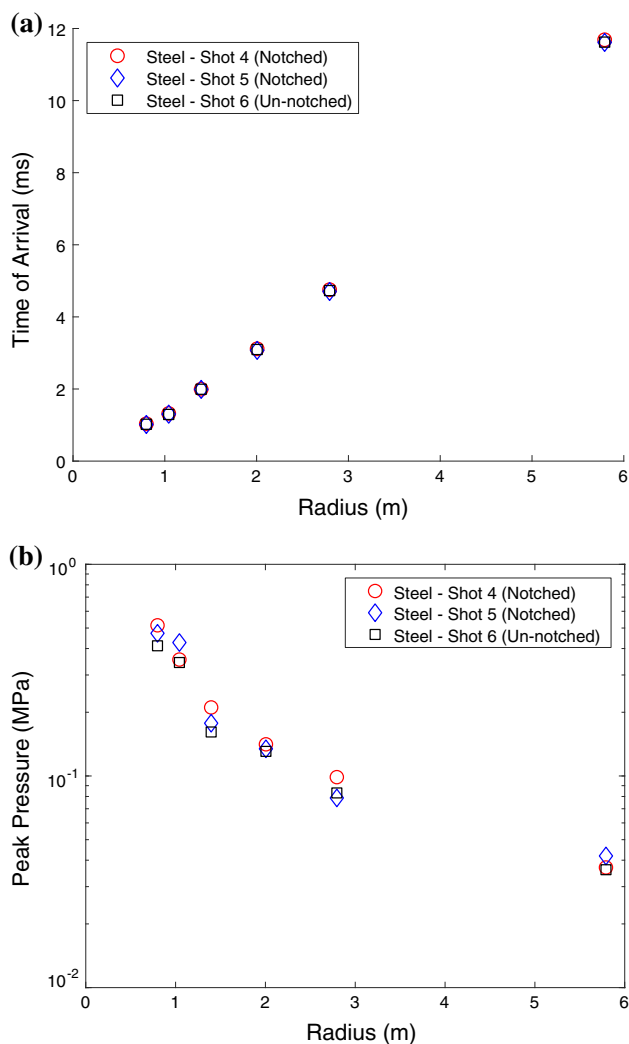 (a)
12
10
8
6
4
2
0
Time of Arrival (ms)
Steel - Shot 4 (Notched)
Steel - Shot 5 (Notched)
Steel - Shot 6 (Un-notched)
0 1 2 3 4 5 6
Radius (m)
(b)
10⁰
10⁻¹
10⁻²
Peak Pressure (MPa)
Steel - Shot 4 (Notched)
Steel - Shot 5 (Notched)
Steel - Shot 6 (Un-notched)
0 1 2 3 4 5 6
Radius (m)